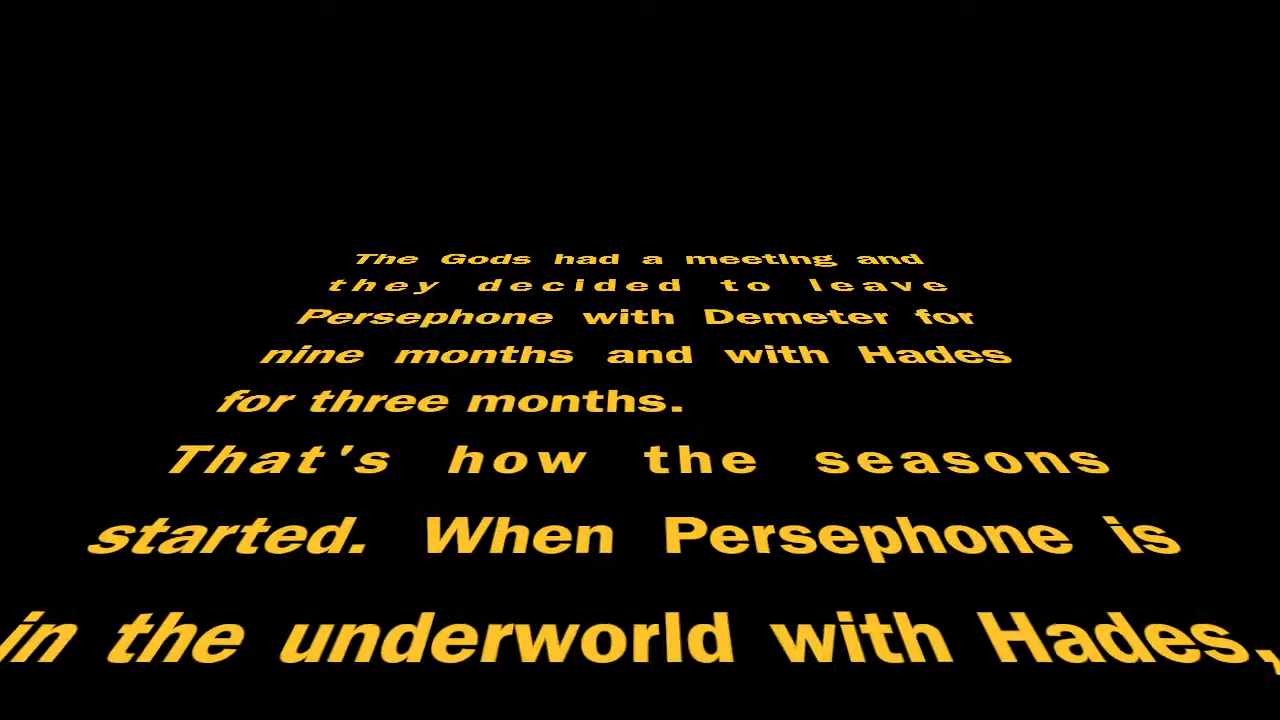 The Gods had a meeting and
they decided to leave
Persephone with Demeter for
nine months and with Hades
for three months.
That's how the seasons
started. When Persephone is
in the underworld with Hades,